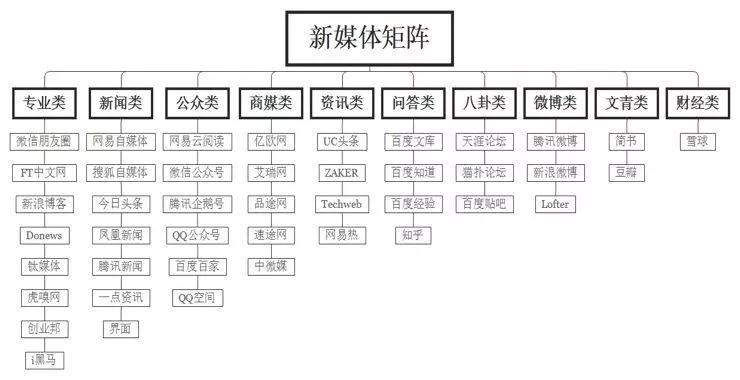 新媒体矩阵
专业类
新闻类
公众类
商媒类
资讯类
问答类
八卦类
微博类
文青类
财经类
微信朋友圈
FT中文网
新浪博客
Donews
钛媒体
虎嗅网
创业邦
i黑马
网易自媒体
搜狐自媒体
今日头条
凤凰新闻
腾讯新闻
一点资讯
界面
网易云阅读
微信公众号
腾讯企鹅号
QQ公众号
百度百家
QQ空间
亿欧网
艾瑞网
品途网
速途网
中微媒
UC头条
ZAKER
Techweb
网易热
百度文库
百度知道
百度经验
知乎
天涯论坛
猫扑论坛
百度贴吧
腾讯微博
新浪微博
Lofter
简书
豆瓣
雪球